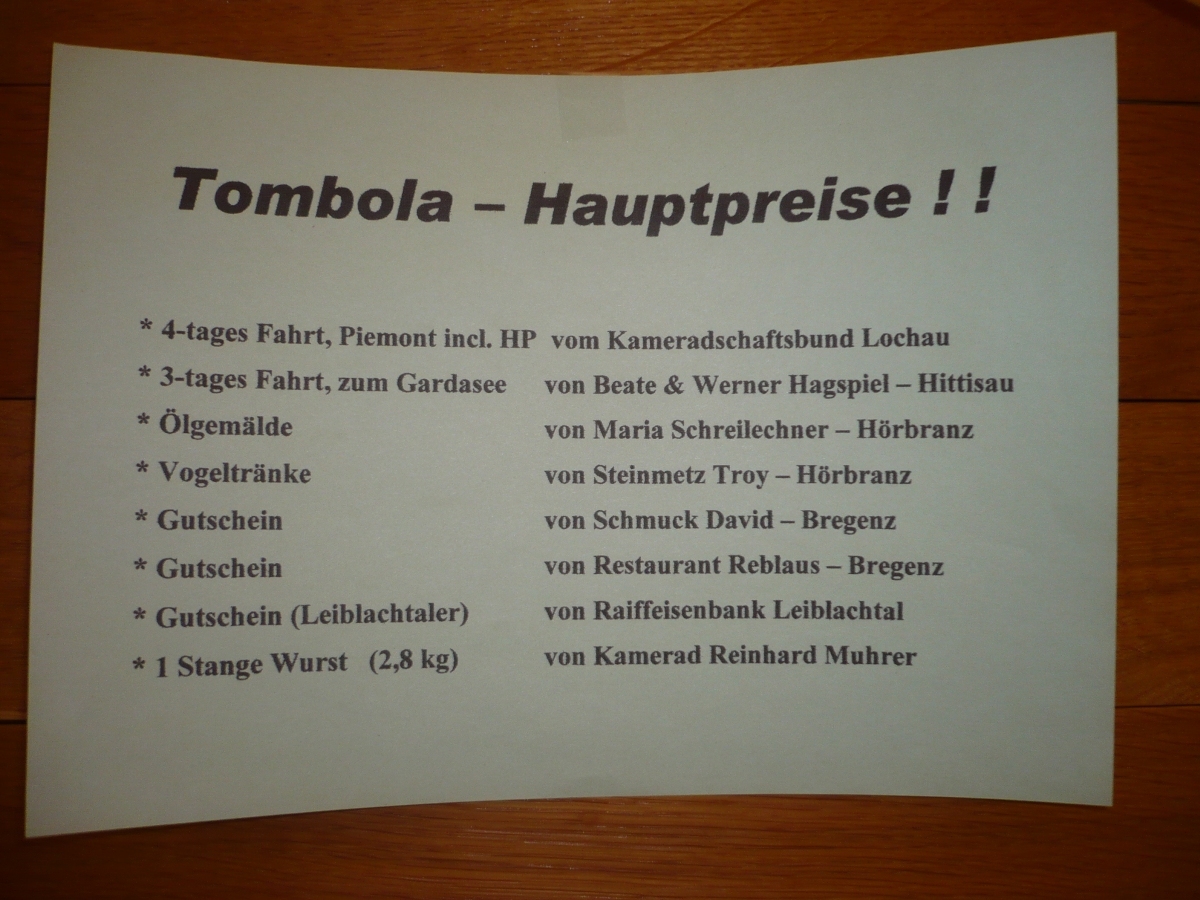 Tombola – Hauptpreise ! !
* 4-tages Fahrt, Piemont incl. HP vom Kameradschaftsbund Lochau
* 3-tages Fahrt, zum Gardasee von Beate & Werner Hagspiel – Hittisau
* Ölgemälde von Maria Schreilechner – Hörbranz
* Vogeltränke von Steinmetz Troy – Hörbranz
* Gutschein von Schmuck David – Bregenz
* Gutschein von Restaurant Reblaus – Bregenz
* Gutschein (Leiblachtaler) von Raiffeisenbank Leiblachtal
* 1 Stange Wurst (2,8 kg) von Kamerad Reinhard Muhrer